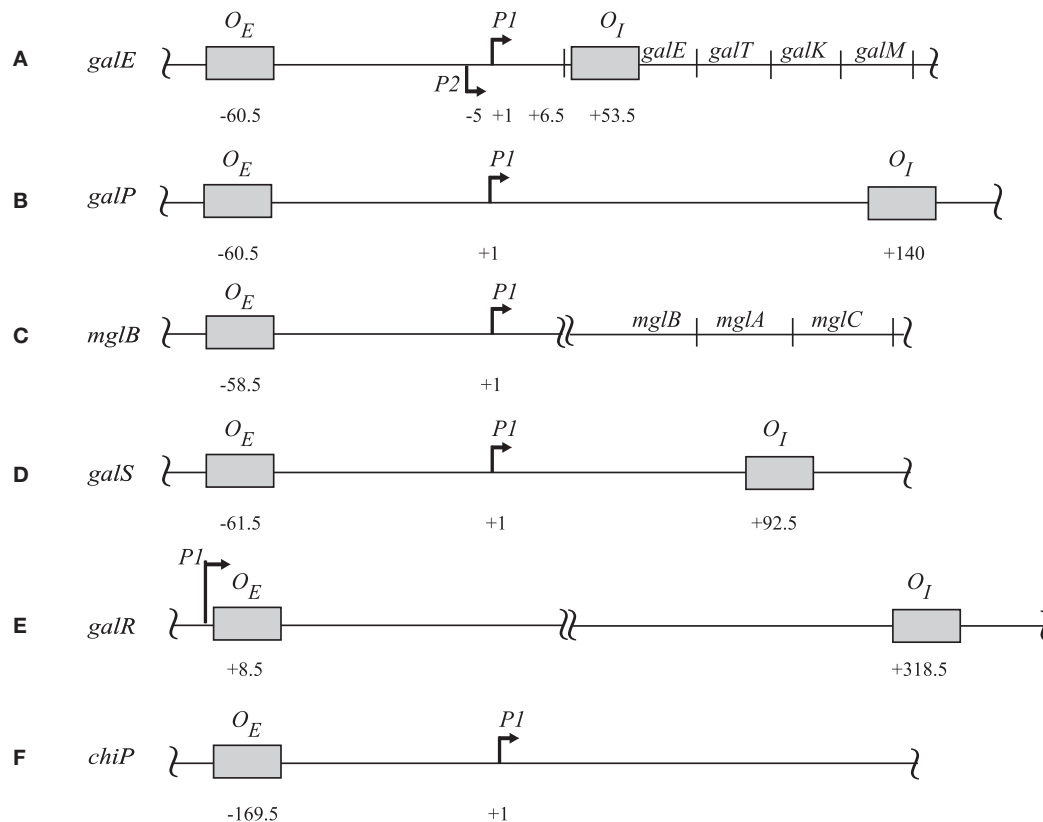 O_E P1 O_I
A galE galE galT galK galM
P2
-60.5 -5 +1 +6.5 +53.5
O_E P1 O_I
B galP
-60.5 +1 +140
O_E P1
C mglB mglB mglA mglC
-58.5 +1
O_E P1 O_I
D galS
-61.5 +1 +92.5
P1 O_E O_I
E galR
+8.5 +318.5
O_E P1
F chiP
-169.5 +1